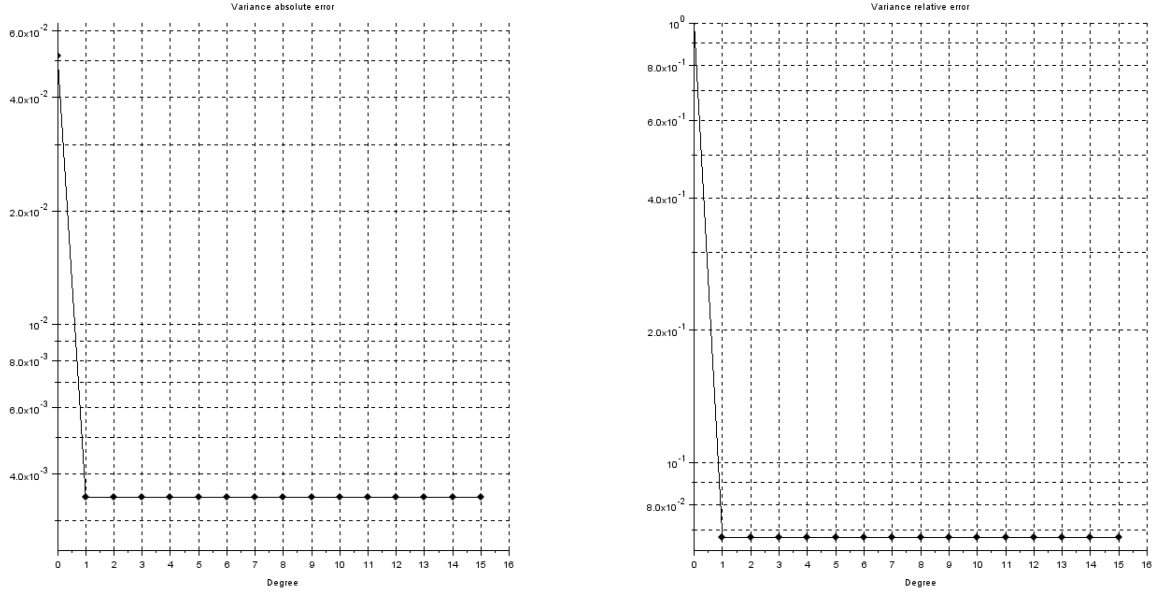 Variance absolute error
6.0x10^-2
4.0x10^-2
2.0x10^-2
10^-2
8.0x10^-3
6.0x10^-3
4.0x10^-3
0 1 2 3 4 5 6 7 8 9 10 11 12 13 14 15 16
Degree
Variance relative error
10^0
8.0x10^-1
6.0x10^-1
4.0x10^-1
2.0x10^-1
10^-1
8.0x10^-2
0 1 2 3 4 5 6 7 8 9 10 11 12 13 14 15 16
Degree